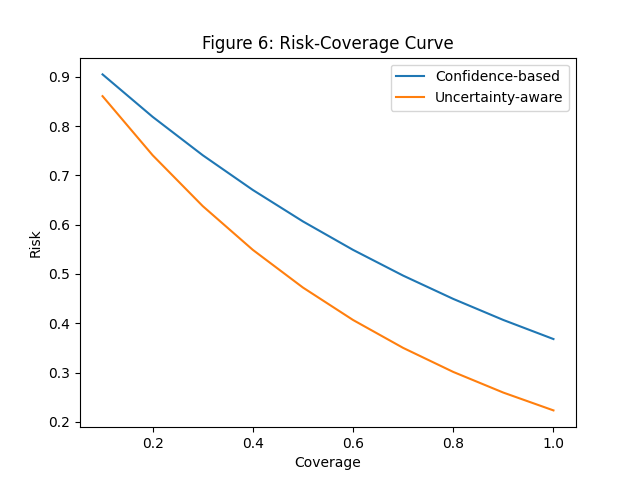 Figure 6: Risk-Coverage Curve
Confidence-based
Uncertainty-aware
0.9
0.8
0.7
0.6
0.5
0.4
0.3
0.2
Risk
0.2 0.4 0.6 0.8 1.0
Coverage